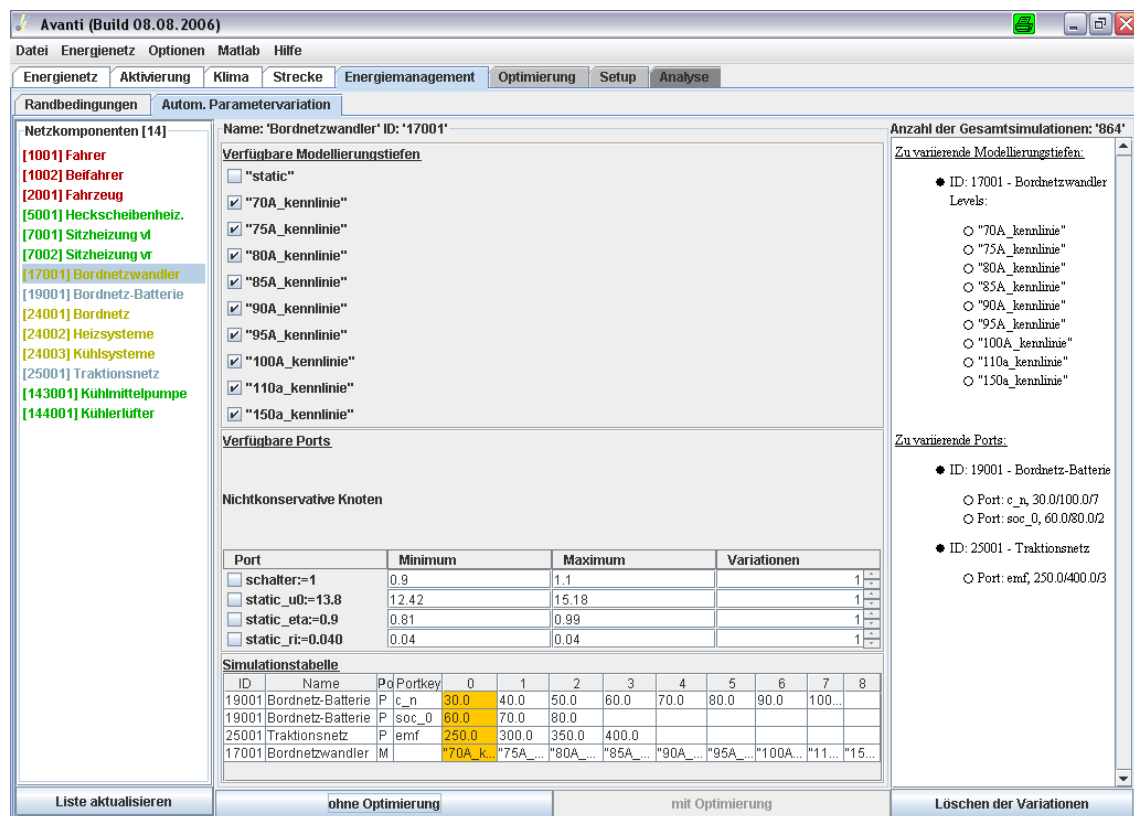 Avanti (Build 08.08.2006)
Datei Energienetz Optionen Matlab Hilfe
Energienetz Aktivierung Klima Strecke Energiemanagement Optimierung Setup Analyse
Randbedingungen Autom. Parametervariation
Netzkomponenten [14]
[1001] Fahrer
[1002] Beifahrer
[2001] Fahrzeug
[5001] Heckscheibenheiz.
[7001] Sitzheizung vl
[7002] Sitzheizung vr
[17001] Bordnetzwandler
[19001] Bordnetz-Batterie
[24001] Bordnetz
[24002] Heizsysteme
[24003] Kühlsysteme
[25001] Traktionsnetz
[143001] Kühlmittelpumpe
[144001] Kühlerlüfter
Liste aktualisieren
Name: 'Bordnetzwandler' ID: '17001'
Verfügbare Modellierungstiefen
"static"
"70A_kennlinie"
"75A_kennlinie"
"80A_kennlinie"
"85A_kennlinie"
"90A_kennlinie"
"95A_kennlinie"
"100A_kennlinie"
"110a_kennlinie"
"150a_kennlinie"
Verfügbare Ports
Nichtkonservative Knoten
Port Minimum Maximum Variationen
schalter:=1 0.9 1.1 1
static_u0:=13.8 12.42 15.18 1
static_eta:=0.9 0.81 0.99 1
static_ri:=0.040 0.04 0.04 1
Simulationstabelle
ID Name Po Portkey 0 1 2 3 4 5 6 7 8
19001 Bordnetz-Batterie P c_n 30.0 40.0 50.0 60.0 70.0 80.0 90.0 100...
19001 Bordnetz-Batterie P soc_0 60.0 70.0 80.0
25001 Traktionsnetz P emf 250.0 300.0 350.0 400.0
17001 Bordnetzwandler M "70A_k... "75A_... "80A_... "85A_... "90A_... "95A_... "100A... "11... "15...
ohne Optimierung mit Optimierung
Anzahl der Gesamtsimulationen: '864'
Zu variierende Modellierungstiefen:
ID: 17001 - Bordnetzwandler
Levels:
"70A_kennlinie"
"75A_kennlinie"
"80A_kennlinie"
"85A_kennlinie"
"90A_kennlinie"
"95A_kennlinie"
"100A_kennlinie"
"110a_kennlinie"
"150a_kennlinie"
Zu variierende Ports:
ID: 19001 - Bordnetz-Batterie
Port: c_n, 30.0/100.0/7
Port: soc_0, 60.0/80.0/2
ID: 25001 - Traktionsnetz
Port: emf, 250.0/400.0/3
Löschen der Variationen